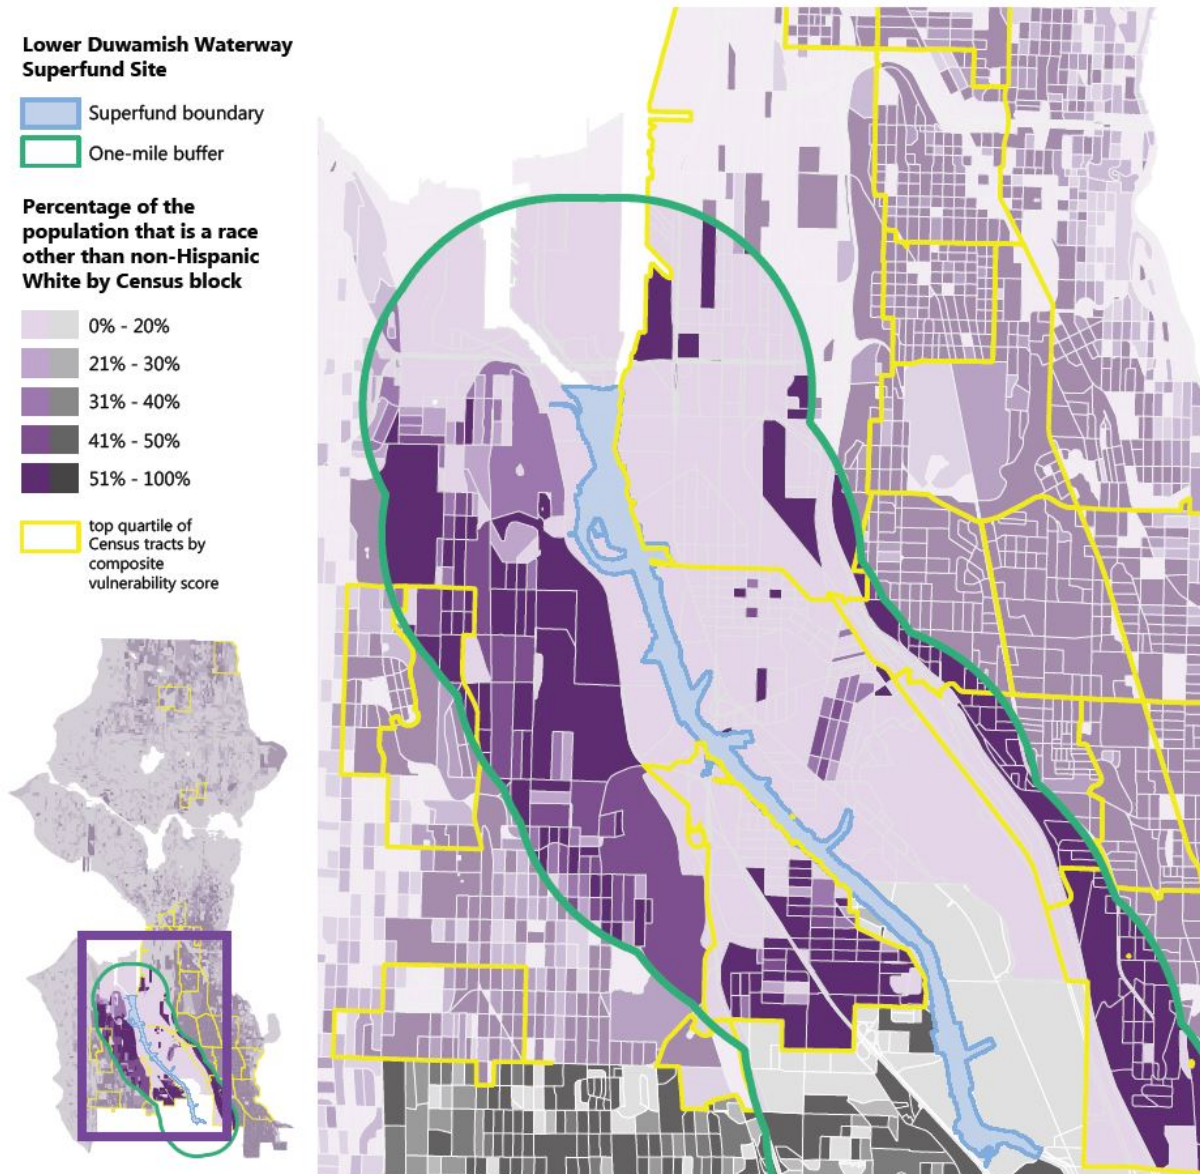 Lower Duwamish Waterway
Superfund Site
Superfund boundary
One-mile buffer
Percentage of the
population that is a race
other than non-Hispanic
White by Census block
0% - 20%
21% - 30%
31% - 40%
41% - 50%
51% - 100%
top quartile of
Census tracts by
composite
vulnerability score